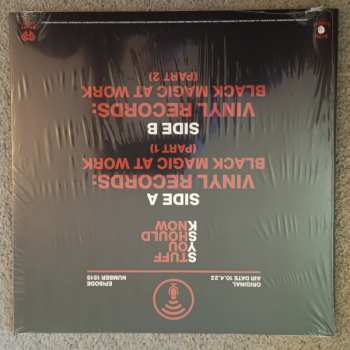 ORIGINAL
AIR DATE 10.4.22
EPISODE
NUMBER 1515
STUFF
YOU
SHOULD
KNOW
SIDE A
VINYL RECORDS:
BLACK MAGIC AT WORK
(PART 1)
SIDE B
VINYL RECORDS:
BLACK MAGIC AT WORK
(PART 2)